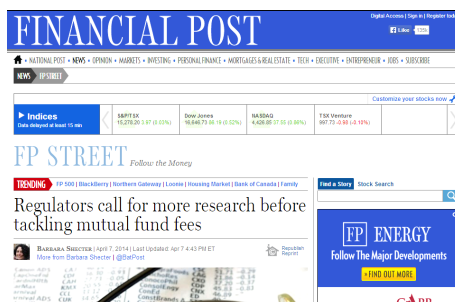 FINANCIAL POST
Digital Access | Sign in | Register
Like
NATIONAL POST • NEWS • OPINION • MARKETS • INVESTING • PERSONAL FINANCE • MORTGAGES & REAL ESTATE • TECH • EXECUTIVE • ENTREPRENEUR • JOBS • SUBSCRIBE
NEWS FP STREET
Customize your stocks now
Indices
Data delayed at least 15 min
S&P/TSX
Dow Jones
NASDAQ
TSX Venture
FP STREET Follow the Money
TRENDING FP 500 | BlackBerry | Northern Gateway | Loonie | Housing Market | Bank of Canada | Family
Regulators call for more research before
tackling mutual fund fees
BARBARA SHECTER | April 7, 2014 | Last Updated: Apr 7 4:43 PM ET
More from Barbara Shecter | @BatPost
Republish
Reprint
Find a Story Stock Search
FP ENERGY
Follow The Major Developments
FIND OUT MORE